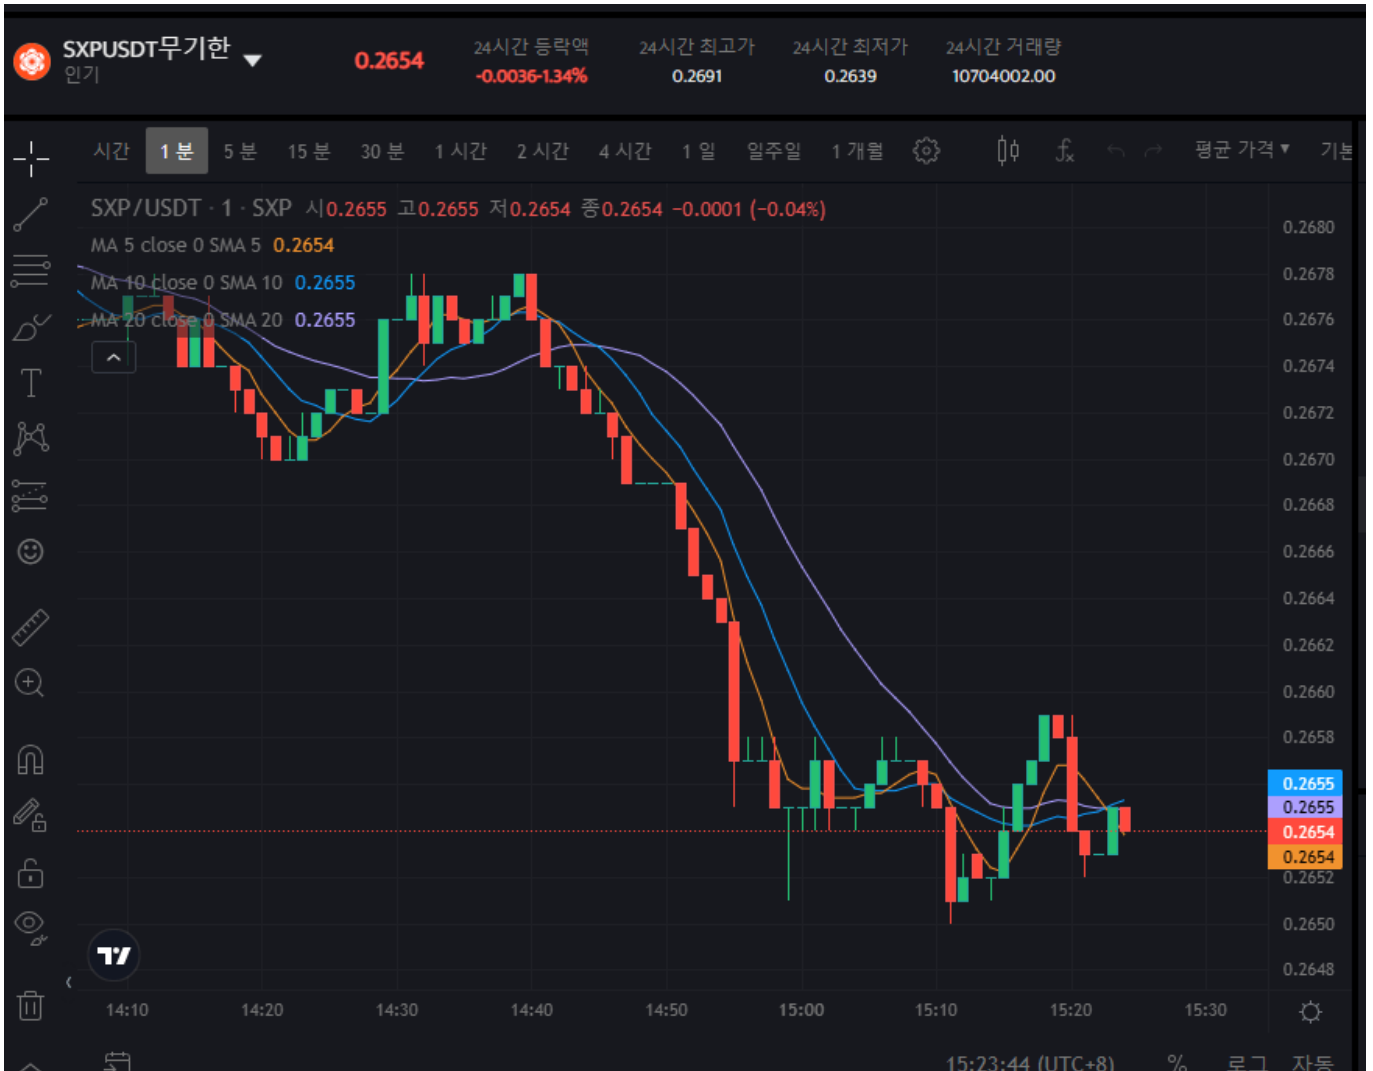 SXPUSDT무기한
인기
0.2654
24시간 등락액
-0.0036-1.34%
24시간 최고가
0.2691
24시간 최저가
0.2639
24시간 거래량
10704002.00
시간 1 분 5 분 15 분 30 분 1 시간 2 시간 4 시간 1 일 일주일 1 개월 평균 가격 기본
SXP/USDT · 1 · SXP 시0.2655 고0.2655 저0.2654 종0.2654 −0.0001 (−0.04%)
MA 5 close 0 SMA 5 0.2654
MA 10 close 0 SMA 10 0.2655
MA 20 close 0 SMA 20 0.2655
0.2680
0.2678
0.2676
0.2674
0.2672
0.2670
0.2668
0.2666
0.2664
0.2662
0.2660
0.2658
0.2655
0.2655
0.2654
0.2654
0.2652
0.2650
0.2648
14:10 14:20 14:30 14:40 14:50 15:00 15:10 15:20 15:30
15:23:44 (UTC+8) % 로그 자동